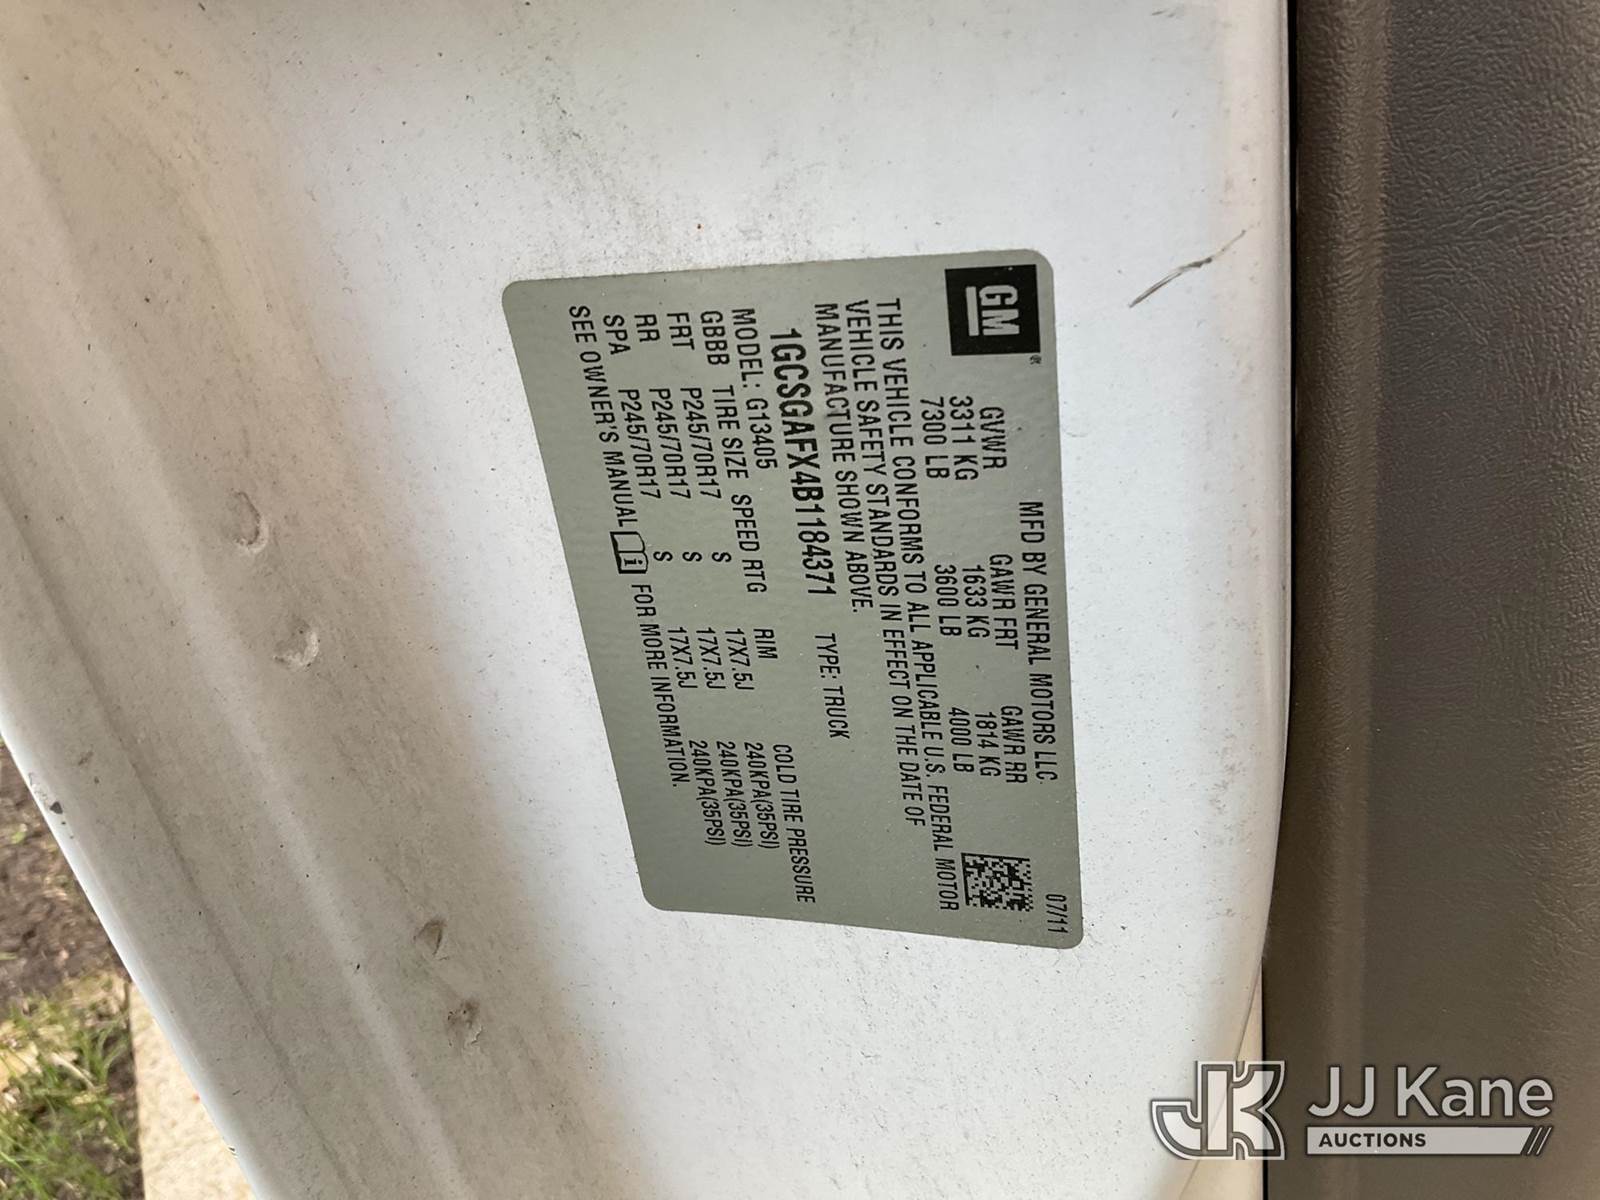 GM
MFD BY GENERAL MOTORS LLC 07/11
GVWR GAWR FRT GAWR RR
3311 KG 1633 KG 1814 KG
7300 LB 3600 LB 4000 LB
THIS VEHICLE CONFORMS TO ALL APPLICABLE U.S. FEDERAL MOTOR
VEHICLE SAFETY STANDARDS IN EFFECT ON THE DATE OF
MANUFACTURE SHOWN ABOVE.
1GCSGAFX4B1184371 TYPE: TRUCK
MODEL: G13405
GBBB TIRE SIZE SPEED RTG RIM COLD TIRE PRESSURE
FRT P245/70R17 S 17X7.5J 240KPA(35PSI)
RR P245/70R17 S 17X7.5J 240KPA(35PSI)
SPA P245/70R17 S 17X7.5J 240KPA(35PSI)
SEE OWNER'S MANUAL i FOR MORE INFORMATION.
JK JJ Kane
AUCTIONS